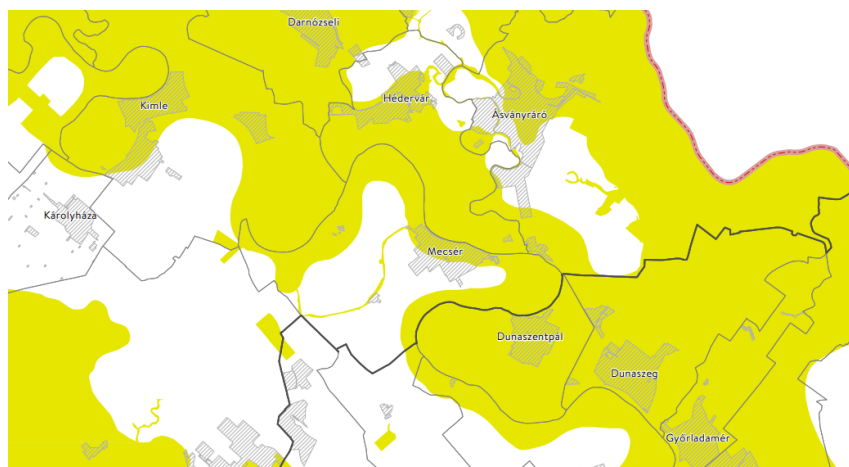 Darnózseli
Kimle
Hédervár
Ásványráró
Károlyháza
Mecsér
Dunaszentpál
Dunaszeg
Győrladamér